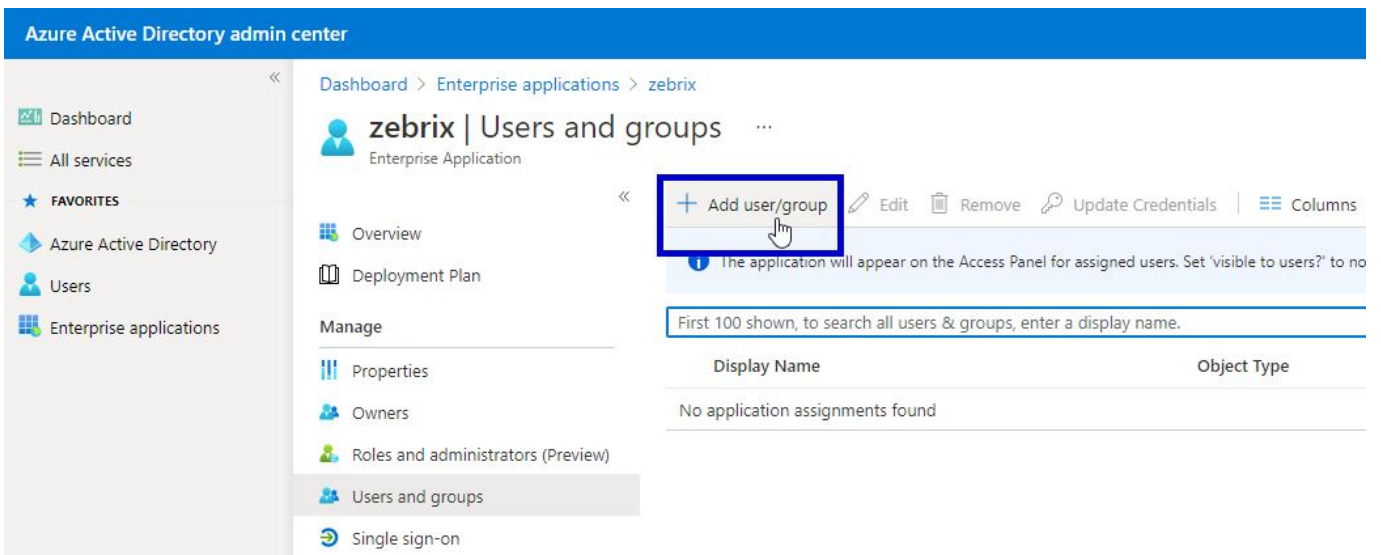 Azure Active Directory admin center
Dashboard
All services
FAVORITES
Azure Active Directory
Users
Enterprise applications
Dashboard > Enterprise applications > zebrix
zebrix | Users and groups ...
Enterprise Application
Overview
Deployment Plan
Manage
Properties
Owners
Roles and administrators (Preview)
Users and groups
Single sign-on
Add user/group Edit Remove Update Credentials Columns
The application will appear on the Access Panel for assigned users. Set 'visible to users?' to no
First 100 shown, to search all users & groups, enter a display name.
Display Name Object Type
No application assignments found